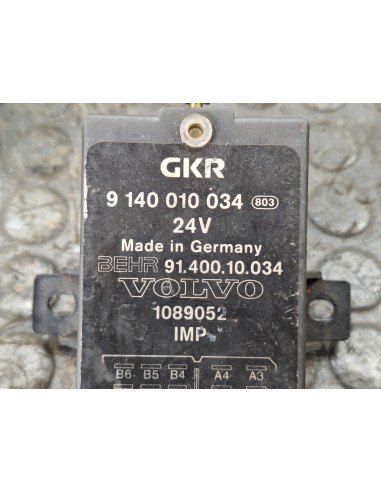 GKR
9 140 010 034 803
24V
Made in Germany
BEHR 91.400.10.034
VOLVO
1089052
IMP
B6 B5 B4 A4 A3